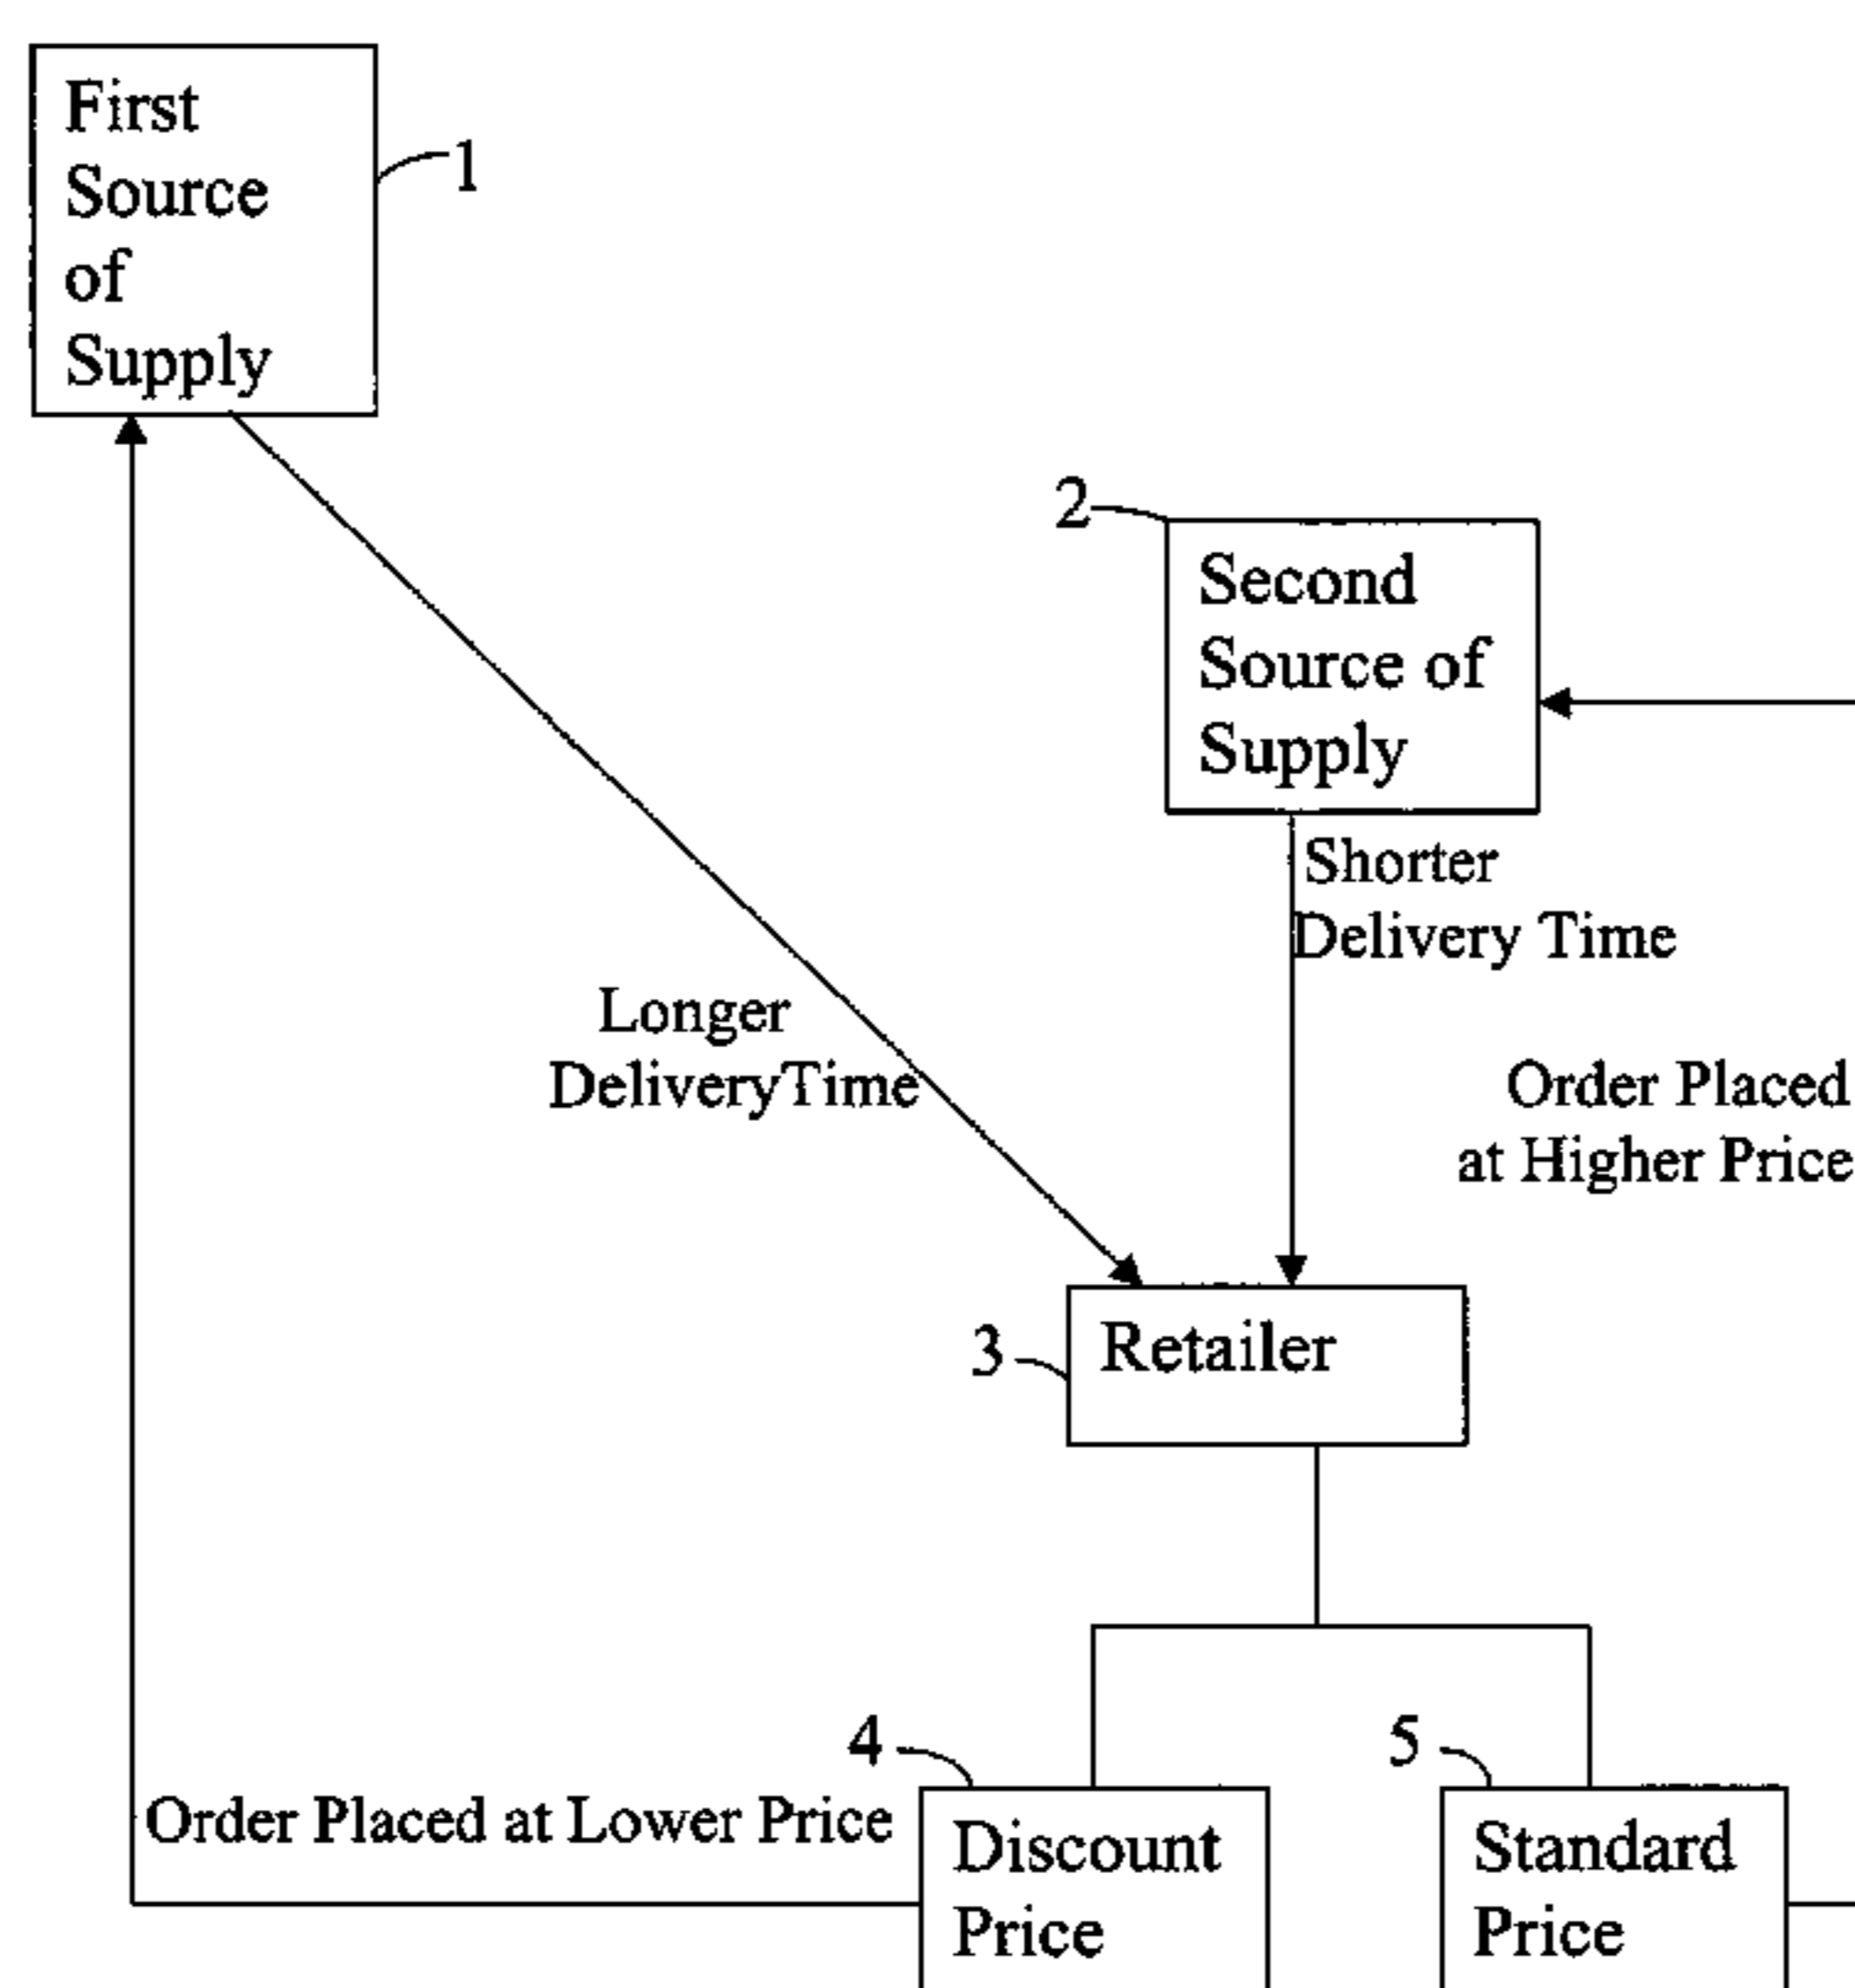 First
Source
of
Supply
1
2
Second
Source of
Supply
Shorter
Delivery Time
Longer
DeliveryTime
Order Placed
at Higher Price
3
Retailer
4
5
Order Placed at Lower Price
Discount
Price
Standard
Price